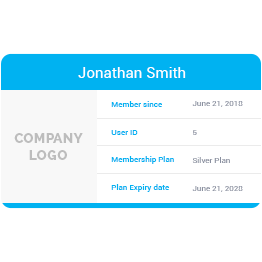 Jonathan Smith
COMPANY
LOGO
Member since June 21, 2018
User ID 5
Membership Plan Silver Plan
Plan Expiry date June 21, 2028